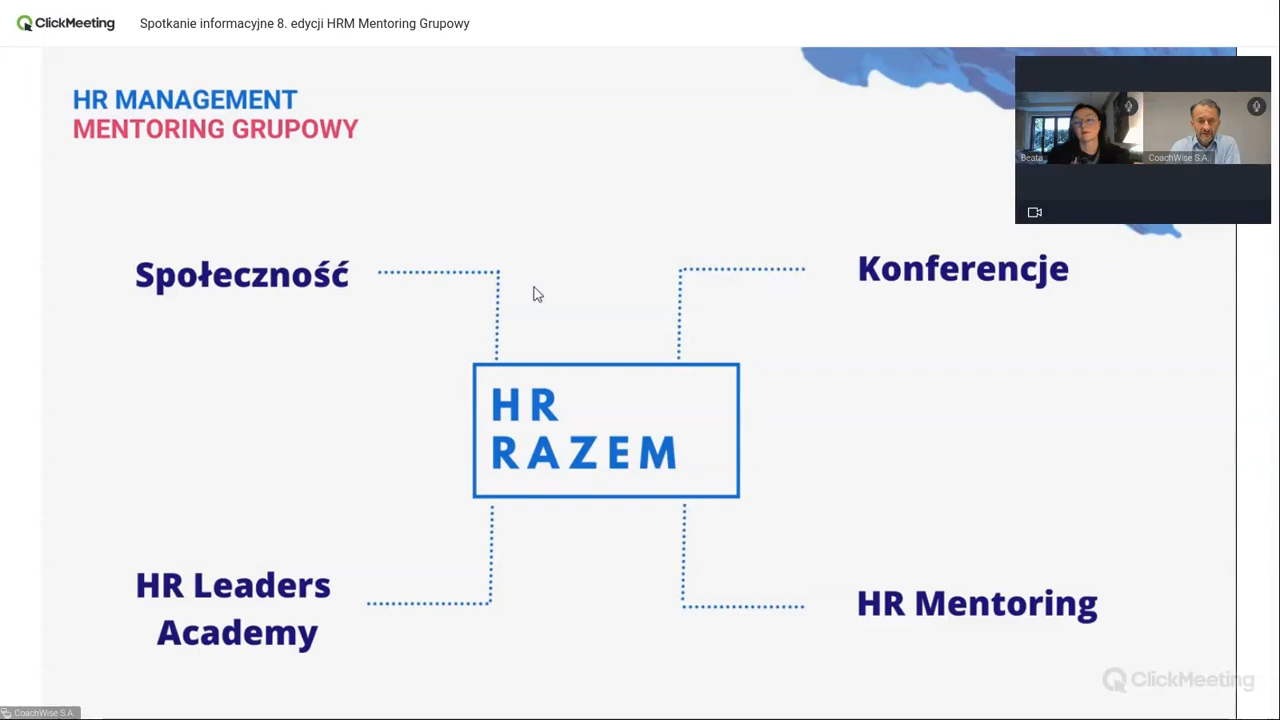 ClickMeeting
Spotkanie informacyjne 8. edycji HRM Mentoring Grupowy
HR MANAGEMENT
MENTORING GRUPOWY
Beata
CoachWise S.A.
Społeczność
Konferencje
HR
RAZEM
HR Leaders
Academy
HR Mentoring
ClickMeeting
CoachWise S.A.